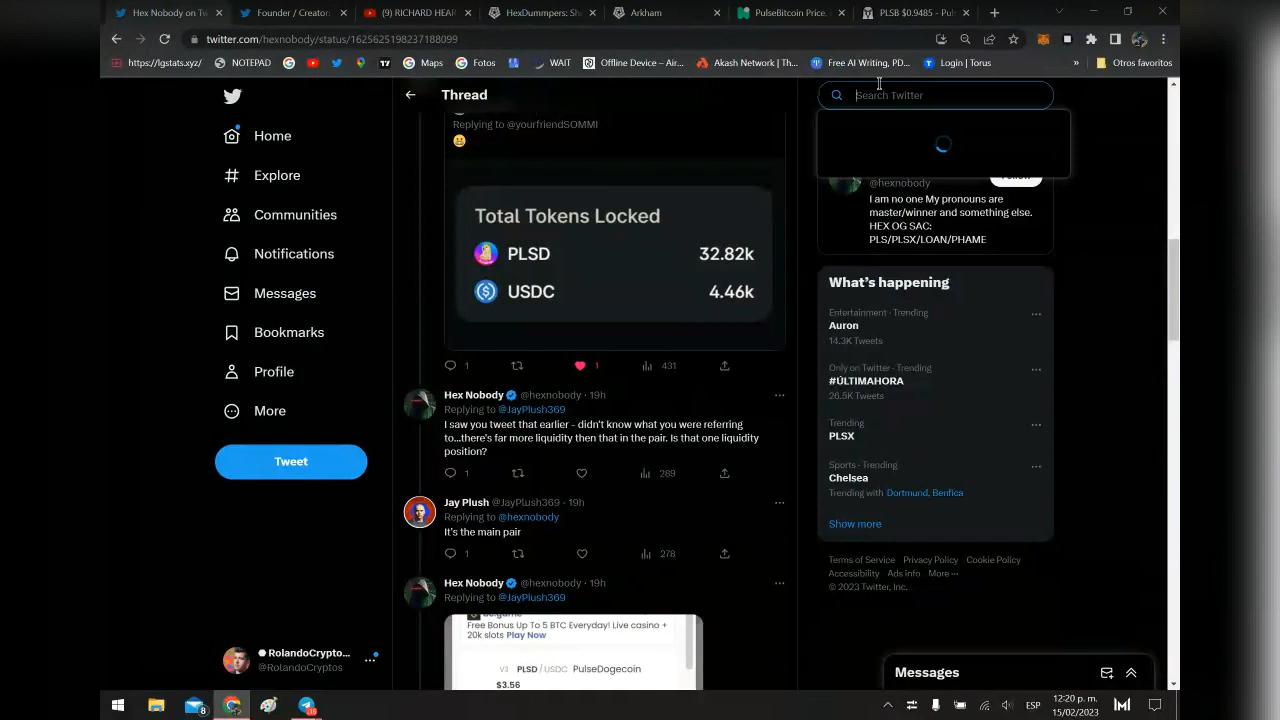 Hex Nobody on Tw
Founder / Creator
(9) RICHARD HEAR
HexDummpers: Sh
Arkham
PulseBitcoin Price,
PLSB $0.9485 - Pul
twitter.com/hexnobody/status/1625625198237188099
https://lgstats.xyz/
NOTEPAD
Maps
Fotos
WAIT
Offline Device – Air...
Akash Network | Th...
Free AI Writing, PD...
Login | Torus
»
Otros favoritos
Home
Explore
Communities
Notifications
Messages
Bookmarks
Profile
More
Tweet
RolandoCrypto...
@RolandoCryptos
Thread
Replying to @yourfriendSOMMI
Total Tokens Locked
PLSD 32.82k
USDC 4.46k
1 1 431
Hex Nobody @hexnobody · 19h
Replying to @JayPlush369
I saw you tweet that earlier - didn't know what you were referring
to...there's far more liquidity then that in the pair. Is that one liquidity
position?
1 289
Jay Plush @JayPlush369 · 19h
Replying to @hexnobody
It's the main pair
1 278
Hex Nobody @hexnobody · 19h
Replying to @JayPlush369
Free Bonus Up To 5 BTC Everyday! Live casino +
20k slots Play Now
V3 PLSD / USDC PulseDogecoin
$3.56
Search Twitter
@hexnobody
I am no one My pronouns are
master/winner and something else.
HEX OG SAC:
PLS/PLSX/LOAN/PHAME
What's happening
Entertainment · Trending
Auron
14.3K Tweets
Only on Twitter · Trending
#ÚLTIMAHORA
26.5K Tweets
Trending
PLSX
Sports · Trending
Chelsea
Trending with Dortmund, Benfica
Show more
Terms of Service Privacy Policy Cookie Policy
Accessibility Ads info More ···
© 2023 Twitter, Inc.
Messages
ESP
12:20 p. m.
15/02/2023